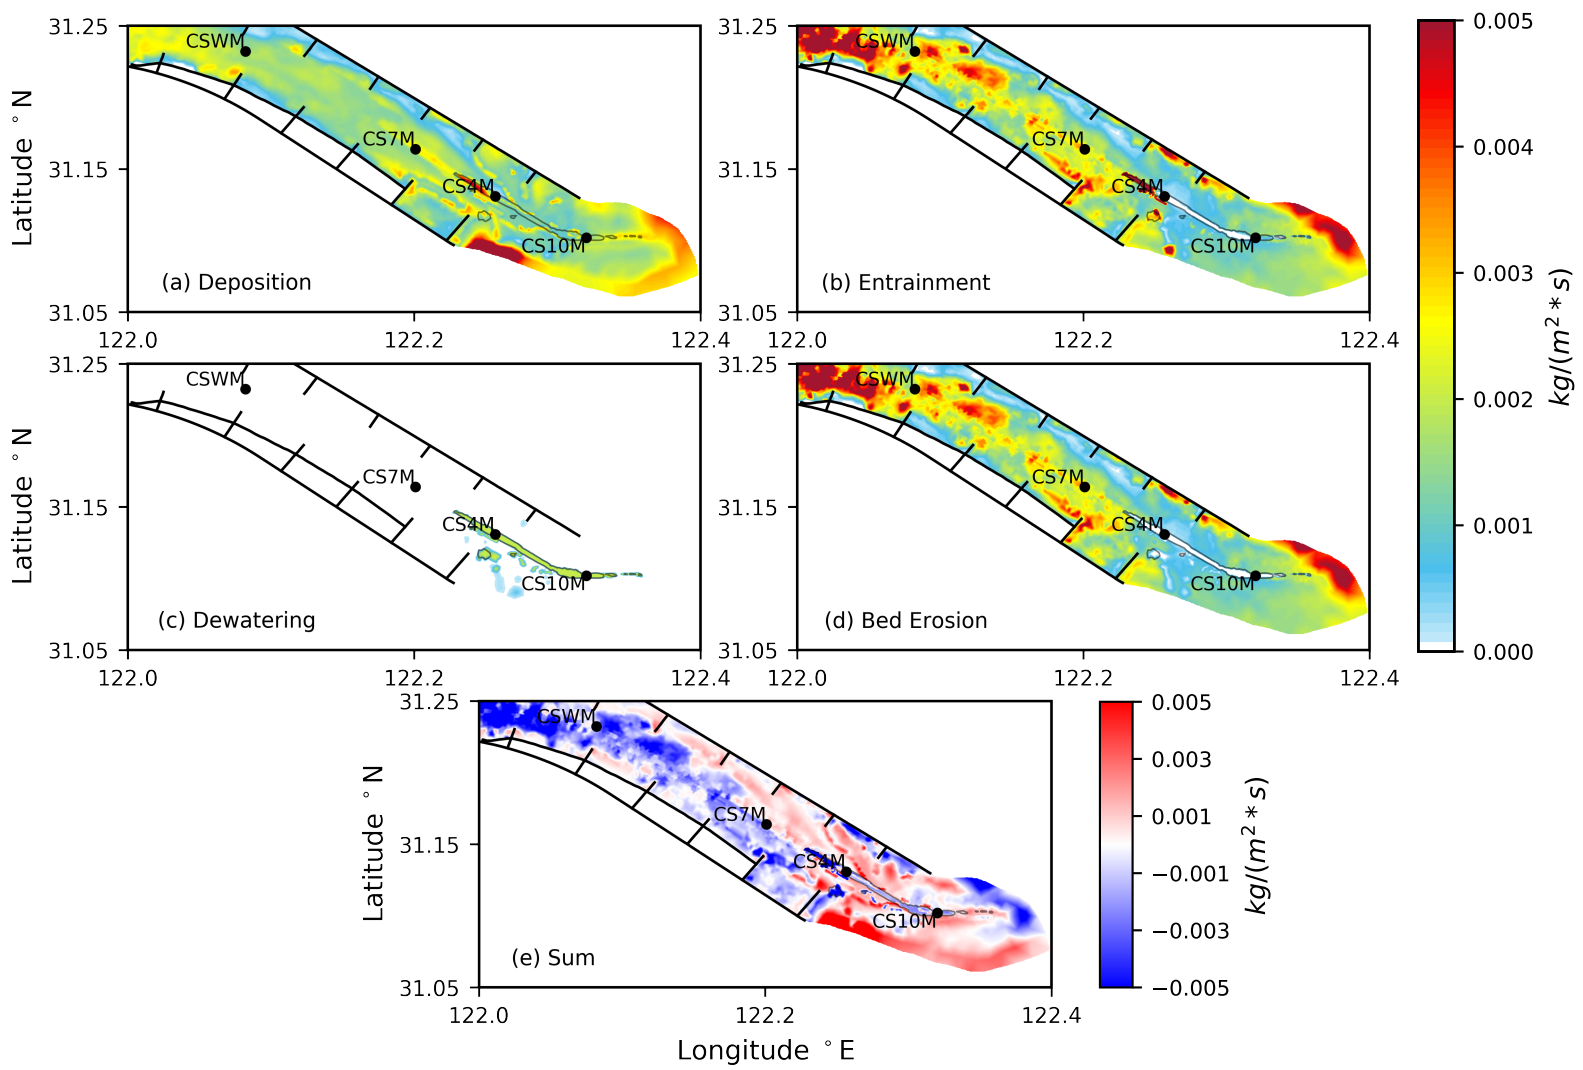 31.25
31.15
31.05
Latitude °N
CSWM
CS7M
CS4M
CS10M
(a) Deposition
122.0
122.2
122.4
31.25
31.15
31.05
CSWM
CS7M
CS4M
CS10M
(b) Entrainment
122.0
122.2
122.4
0.005
0.004
0.003
0.002
0.001
0.000
kg/(m²*s)
31.25
31.15
31.05
Latitude °N
CSWM
CS7M
CS4M
CS10M
(c) Dewatering
122.0
122.2
122.4
31.25
31.15
31.05
CSWM
CS7M
CS4M
CS10M
(d) Bed Erosion
122.0
122.2
122.4
31.25
31.15
31.05
Latitude °N
CSWM
CS7M
CS4M
CS10M
(e) Sum
122.0
122.2
122.4
Longitude °E
0.005
0.003
0.001
−0.001
−0.003
−0.005
kg/(m²*s)